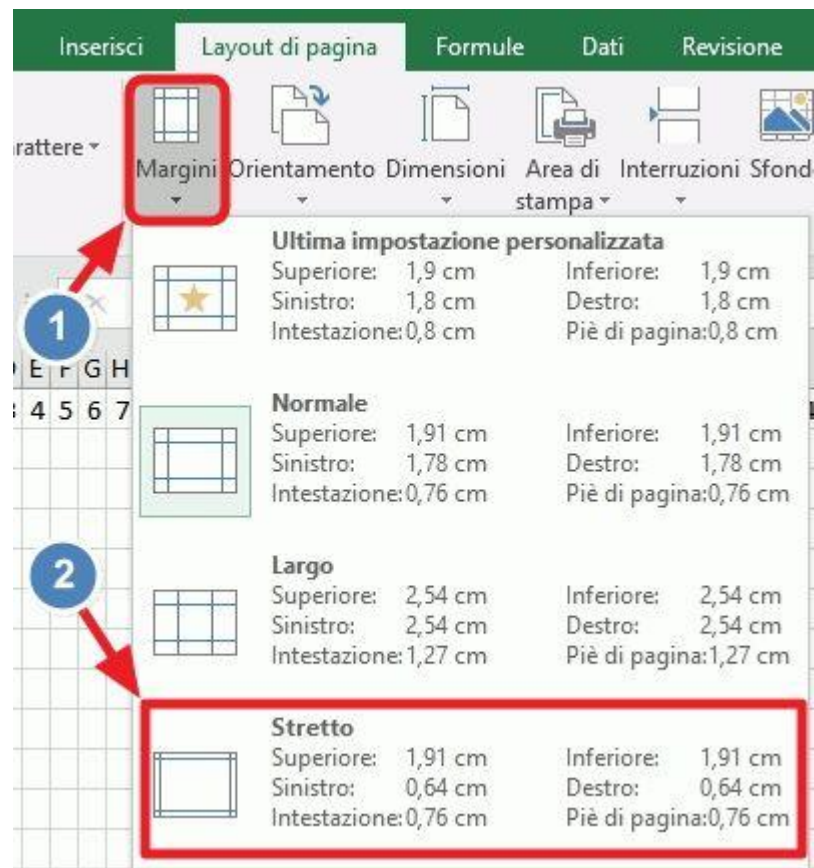 Inserisci Layout di pagina Formule Dati Revisione
Margini Orientamento Dimensioni Area di stampa Interruzioni
1
E F G H
4 5 6 7
Ultima impostazione personalizzata
Superiore: 1,9 cm Inferiore: 1,9 cm
Sinistro: 1,8 cm Destro: 1,8 cm
Intestazione: 0,8 cm Piè di pagina: 0,8 cm
Normale
Superiore: 1,91 cm Inferiore: 1,91 cm
Sinistro: 1,78 cm Destro: 1,78 cm
Intestazione: 0,76 cm Piè di pagina: 0,76 cm
2
Largo
Superiore: 2,54 cm Inferiore: 2,54 cm
Sinistro: 2,54 cm Destro: 2,54 cm
Intestazione: 1,27 cm Piè di pagina: 1,27 cm
Stretto
Superiore: 1,91 cm Inferiore: 1,91 cm
Sinistro: 0,64 cm Destro: 0,64 cm
Intestazione: 0,76 cm Piè di pagina: 0,76 cm